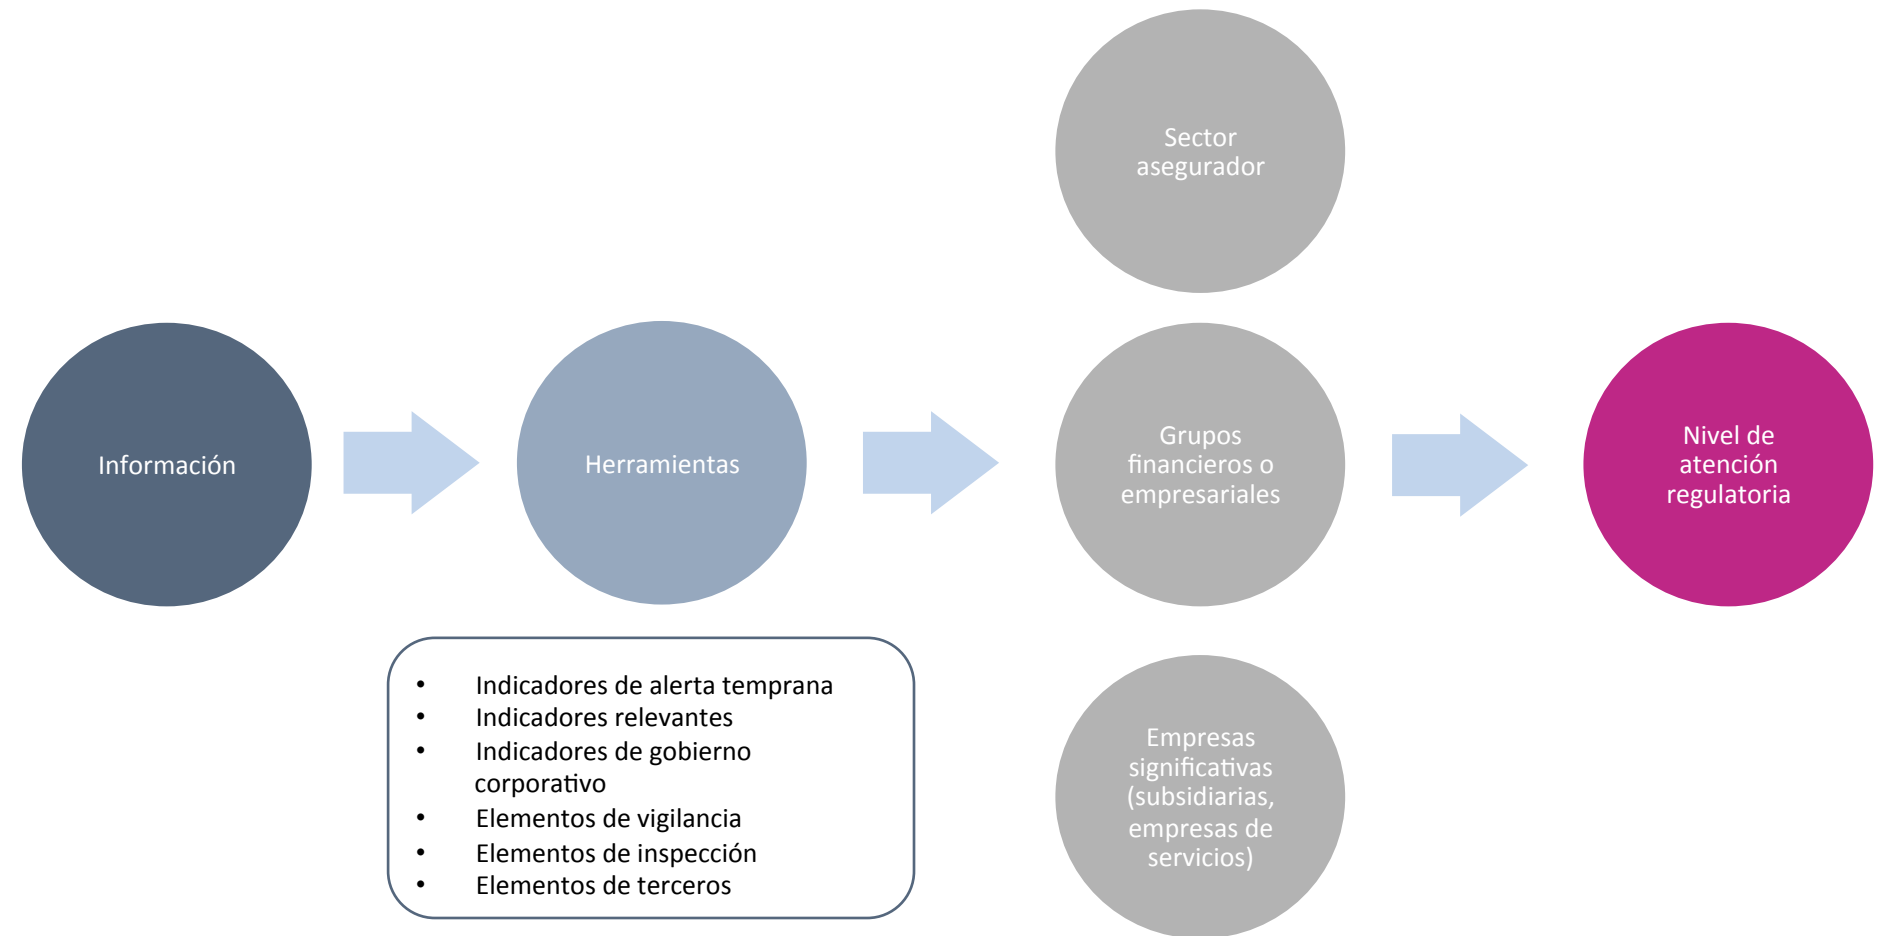 Información
Herramientas
• Indicadores de alerta temprana
• Indicadores relevantes
• Indicadores de gobierno
corporativo
• Elementos de vigilancia
• Elementos de inspección
• Elementos de terceros
Sector
asegurador
Grupos
financieros o
empresariales
Empresas
significativas
(subsidiarias,
empresas de
servicios)
Nivel de
atención
regulatoria